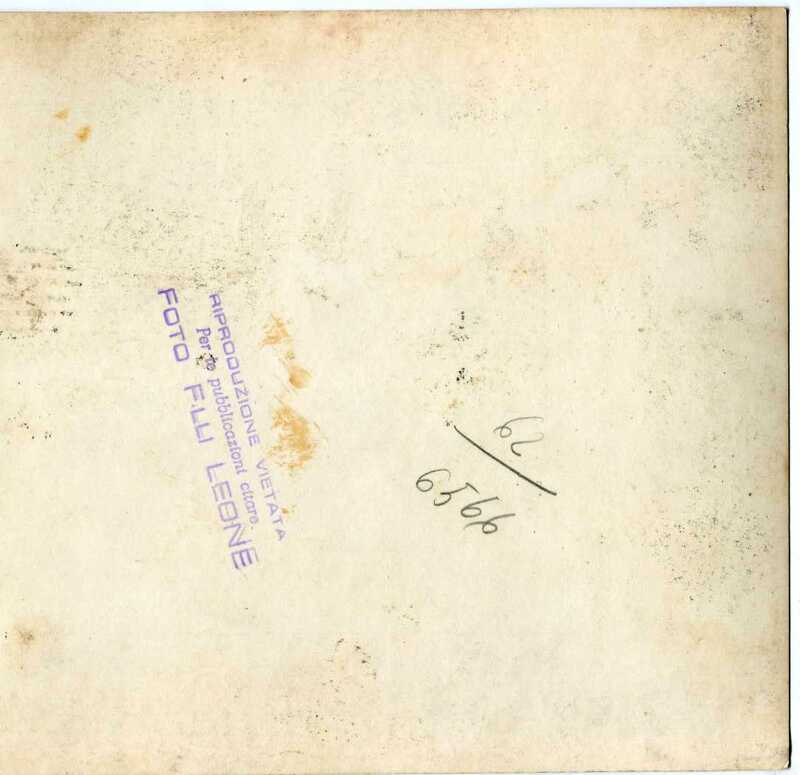 RIPRODUZIONE VIETATA
Per le pubblicazioni citare
FOTO F.LLI LEONE
62
6566